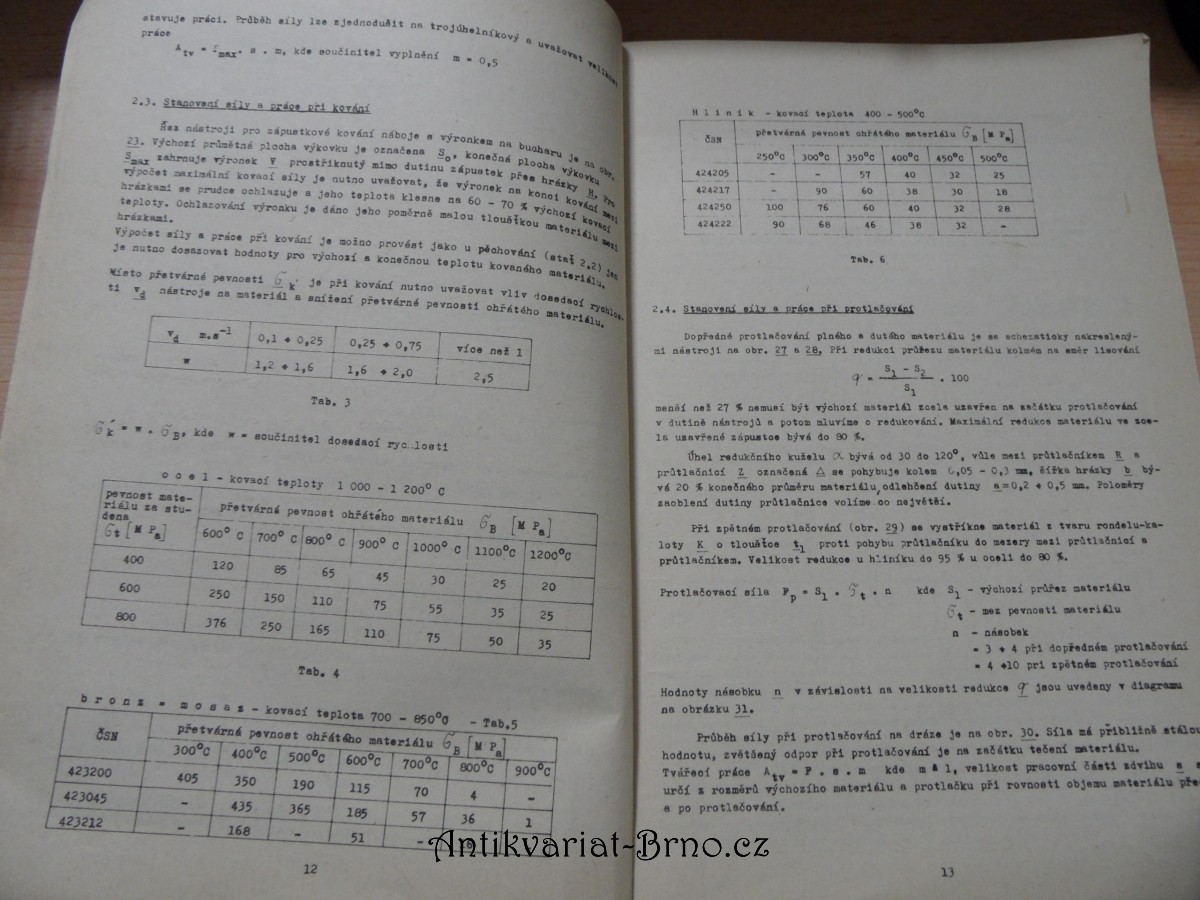 stavuje práci. Průběh síly lze zjednodušit na trojúhelníkový a uvažovat velikost
práce
A_tv = F_max. s . m, kde součinitel vyplnění m = 0,5
2.3. Stanovení síly a práce při kování
Řez nástroji pro zápustkové kování náboje s výronkem na buchar je na obr.
23. Výchozí průmětná plocha výkovku je označena S_o, konečná plocha výkovku
S_max zahrnuje výronek V prostřiknutý mimo dutinu zápustek přes hrázky H. Pro
výpočet maximální kovací síly je nutno uvažovat, že výronek na konci kování mezi
hrázkami se prudce ochlazuje a jeho teplota klesne na 60 - 70 % výchozí kovací
teploty. Ochlazování výronku je dáno jeho poměrně malou tloušťkou materiálu mezi
hrázkami.
Výpočet síly a práce při kování je možno provést jako u pěchování (stať 2.2) jen
je nutno dosazovat hodnoty pro výchozí a konečnou teplotu kovaného materiálu.
Místo přetvárné pevnosti σ_k' je při kování nutno uvažovat vliv dosedací rychlos-
ti v_d nástroje na materiál a snížení přetvárné pevnosti ohřátého materiálu.
v_d m.s⁻¹ 0,1 ÷ 0,25 0,25 ÷ 0,75 více než 1
w 1,2 ÷ 1,6 1,6 ÷ 2,0 2,5
Tab. 3
σ_k' = w . σ_B, kde w = součinitel dosedací rychlosti
o c e l - kovací teploty 1 000 - 1 200° C
pevnost mate-
riálu za stu-
dena
σ_t [M P_a]
přetvárná pevnost ohřátého materiálu σ_B [M P_a]
600° C 700° C 800° C 900° C 1000° C 1100°C 1200°C
400 120 85 65 45 30 25 20
600 250 150 110 75 55 35 25
800 376 250 165 110 75 50 35
Tab. 4
b r o n z = m o s a z - kovací teplota 700 - 850°C - Tab.5
ČSN přetvárná pevnost ohřátého materiálu σ_B [M P_a]
300°C 400°C 500°C 600°C 700°C 800°C 900°C
423200 405 350 190 115 70 4 -
423045 - 435 365 185 57 36 1
423212 - 168 - 51 -
12
H l i n í k - kovací teplota 400 - 500°C
ČSN přetvárná pevnost ohřátého materiálu σ_B [M P_a]
250°C 300°C 350°C 400°C 450°C 500°C
424205 - - 57 40 32 25
424217 - 90 60 38 30 18
424250 100 76 60 40 32 28
424222 90 68 46 38 32 -
Tab. 6
2.4. Stanovení síly a práce při protlačování
Dopředné protlačování plného a dutého materiálu je se schematicky nakreslený-
mi nástroji na obr. 27 a 28, Při redukci průřezu materiálu kolmém na směr lisování
φ = (S_1 - S_2) / S_1 . 100
menší než 27 % nemusí být výchozí materiál zcela uzavřen na začátku protlačování
v dutině nástrojů a potom mluvíme o redukování. Maximální redukce materiálu ve zce-
la uzavřené zápustce bývá do 80 %.
Úhel redukčního kuželu α bývá od 30 do 120°, vůle mezi průtlačníkem R a
průtlačnicí Z označená △ se pohybuje kolem 0,05 - 0,3 mm, šířka hrázky b bý-
vá 20 % konečného průměru materiálu, odlehčení dutiny a=0,2 ÷ 0,5 mm. Poloměry
zaoblení dutiny průtlačnice volíme co největší.
Při zpětném protlačování (obr. 29) se vystřikne materiál z tvaru rondelu-ka-
loty K o tloušťce t_1 proti pohybu průtlačníku do mezery mezi průtlačnicí a
průtlačníkem. Velikost redukce u hliníku do 95 % u oceli do 80 %.
Protlačovací síla F_p = S_1 . σ_t . n kde S_1 - výchozí průřez materiálu
σ_t - mez pevnosti materiálu
n - násobek
= 3 ÷ 4 při dopředném protlačování
= 4 ÷10 pri zpětném protlačování
Hodnoty násobku n v závislosti na velikosti redukce φ jsou uvedeny v diagramu
na obrázku 31.
Průběh síly při protlačování na dráze je na obr. 30. Síla má přibližně stálou
hodnotu, zvětšený odpor při protlačování je na začátku tečení materiálu.
Tvářecí práce A_tv = F . s . m kde m ≐ 1, velikost pracovní části zdvihu s s
určí z rozměrů výchozího materiálu a protlačku při rovnosti objemu materiálu pře
a po protlačování.
13
Antikvariat-Brno.cz